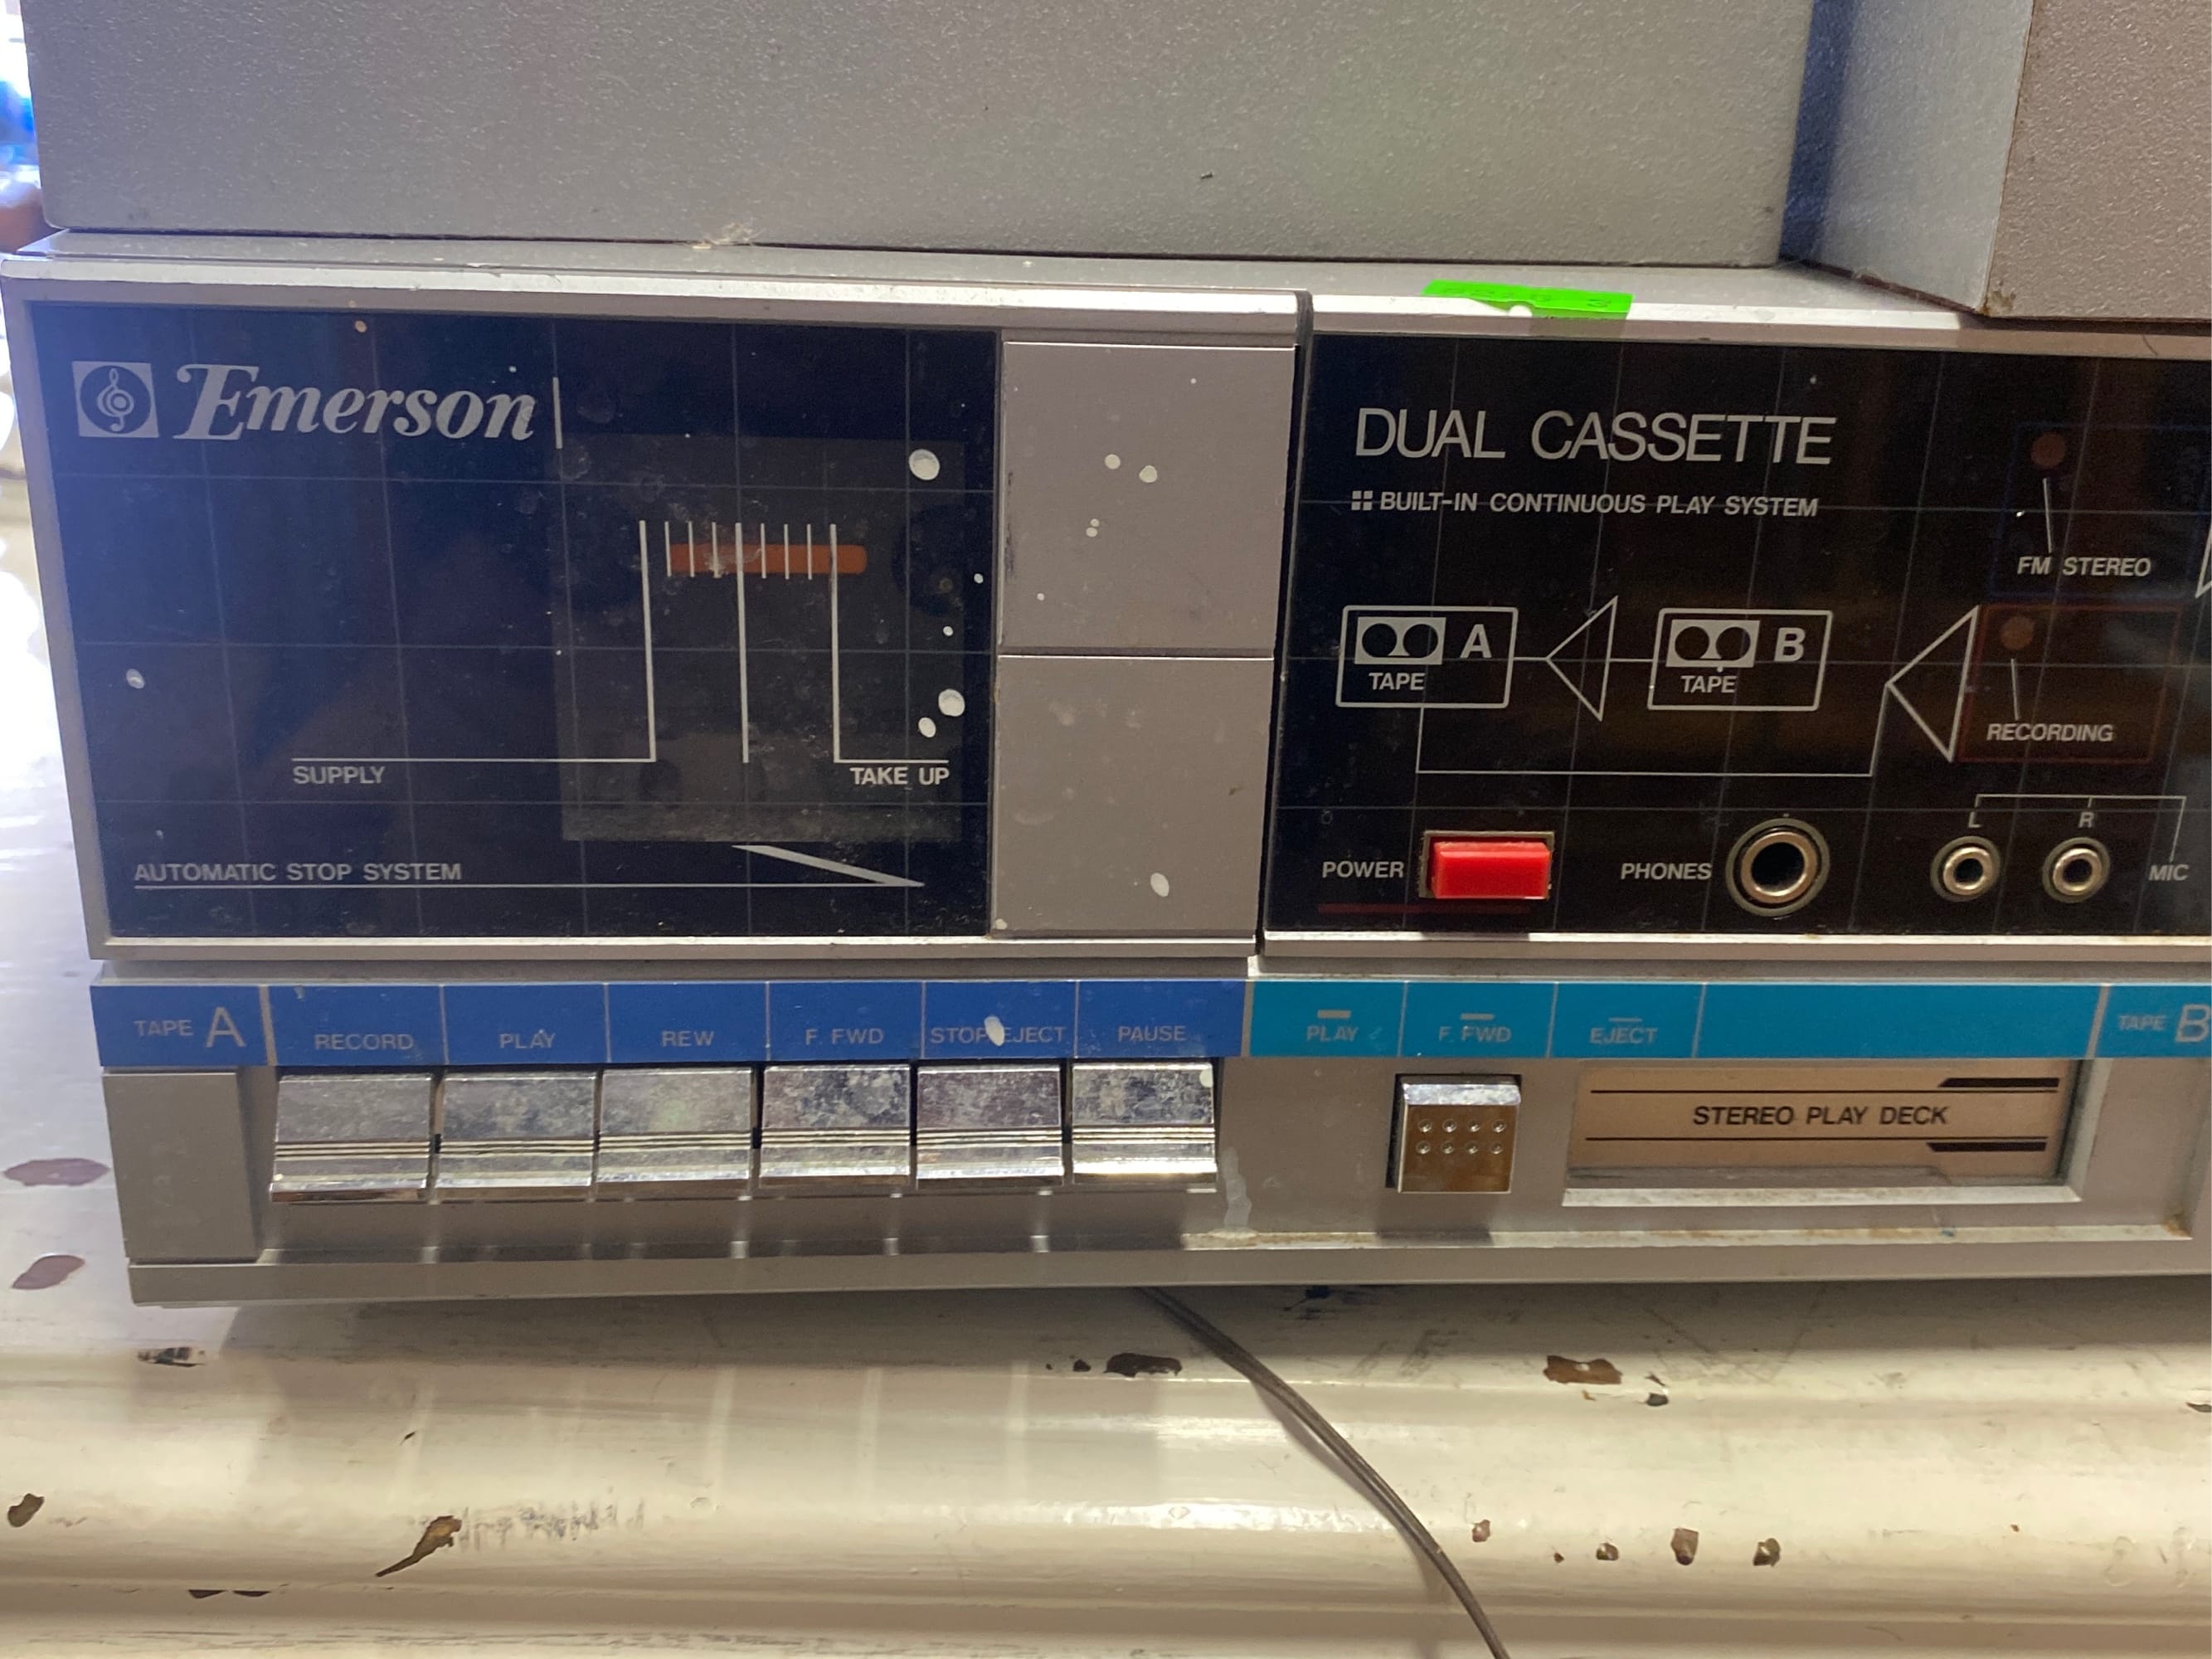 Emerson
SUPPLY
TAKE UP
AUTOMATIC STOP SYSTEM
DUAL CASSETTE
BUILT-IN CONTINUOUS PLAY SYSTEM
FM STEREO
A
TAPE
B
TAPE
RECORDING
POWER
PHONES
L
R
MIC
TAPE A
RECORD
PLAY
REW
F. FWD
STOP EJECT
PAUSE
PLAY
F. FWD
EJECT
TAPE B
STEREO PLAY DECK